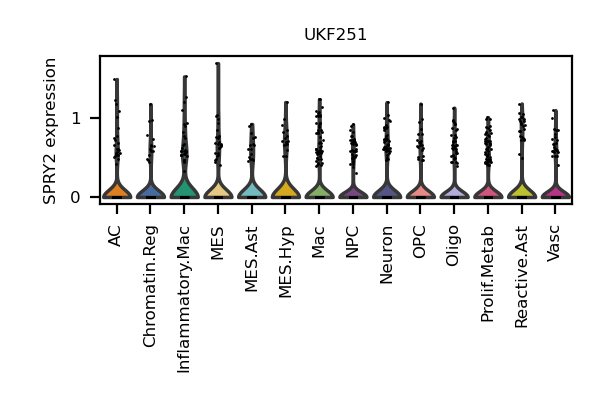 UKF251
SPRY2 expression
1
0
AC
Chromatin.Reg
Inflammatory.Mac
MES
MES.Ast
MES.Hyp
Mac
NPC
Neuron
OPC
Oligo
Prolif.Metab
Reactive.Ast
Vasc